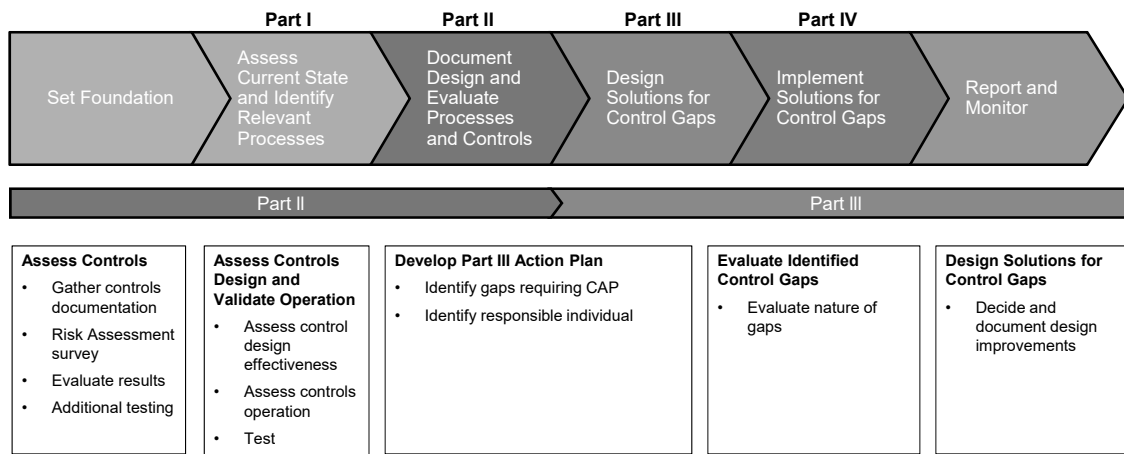 Part I
Part II
Part III
Part IV
Set Foundation
Assess
Current State
and Identify
Relevant
Processes
Document
Design and
Evaluate
Processes
and Controls
Design
Solutions for
Control Gaps
Implement
Solutions for
Control Gaps
Report and
Monitor
Part II
Part III
Assess Controls
• Gather controls
documentation
• Risk Assessment
survey
• Evaluate results
• Additional testing
Assess Controls
Design and
Validate Operation
• Assess control
design
effectiveness
• Assess controls
operation
• Test
Develop Part III Action Plan
• Identify gaps requiring CAP
• Identify responsible individual
Evaluate Identified
Control Gaps
• Evaluate nature of
gaps
Design Solutions for
Control Gaps
• Decide and
document design
improvements